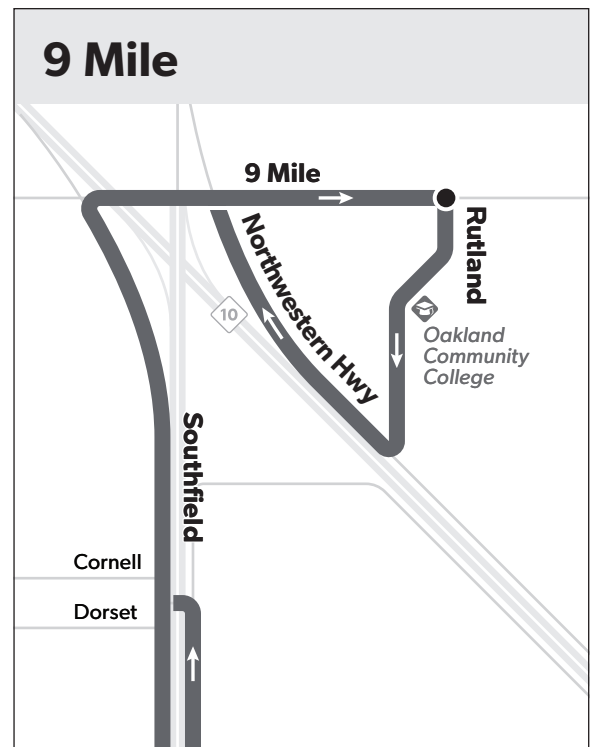 9 Mile
9 Mile
Rutland
Northwestern Hwy
10
Oakland
Community
College
Southfield
Cornell
Dorset